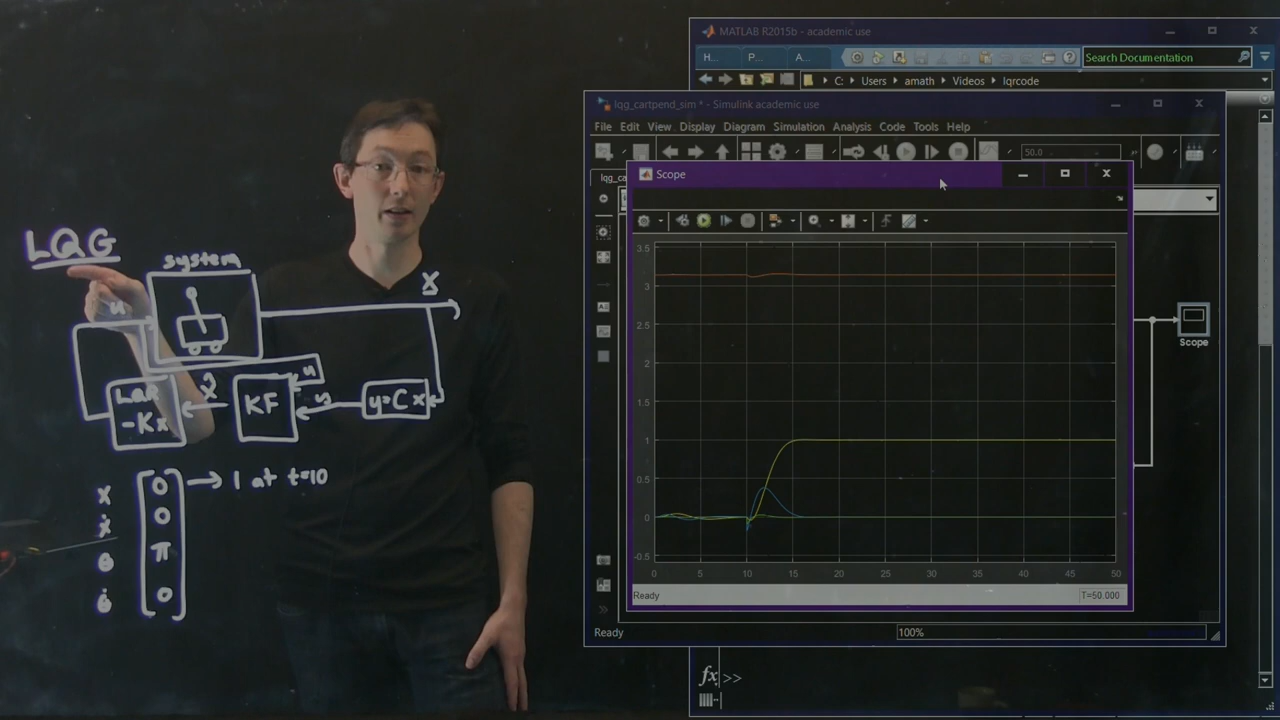 LQG
system
x
u
LQR
-Kx
x̂
KF
u
y
y=Cx
x
ẋ
θ
θ̇
0
0
π
0
→ 1 at t=10
MATLAB R2015b - academic use
H...
P...
A...
Search Documentation
C: ▸ Users ▸ amath ▸ Videos ▸ lqrcode
lqg_cartpend_sim * - Simulink academic use
File Edit View Display Diagram Simulation Analysis Code Tools Help
50.0
lqg_ca
Scope
3.5
3
2.5
2
1.5
1
0.5
0
-0.5
0 5 10 15 20 25 30 35 40 45 50
Ready
T=50.000
Scope
Ready
100%
fx >>